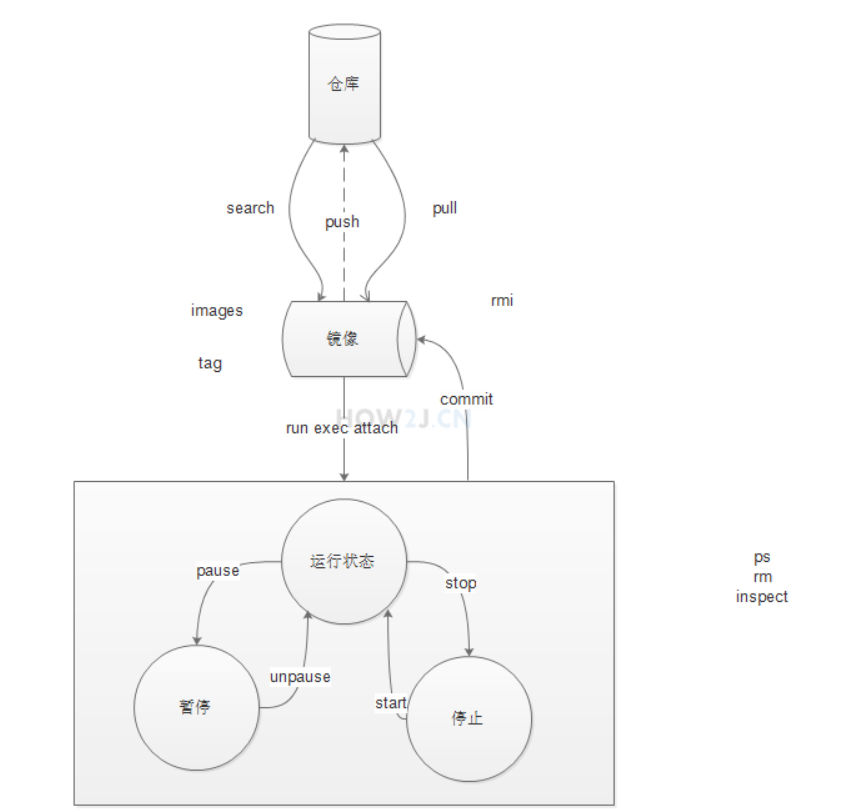 仓库
search
push
pull
images
rmi
镜像
tag
commit
HOW2J.CN
run exec attach
运行状态
pause
stop
unpause
start
暂停
停止
ps
rm
inspect